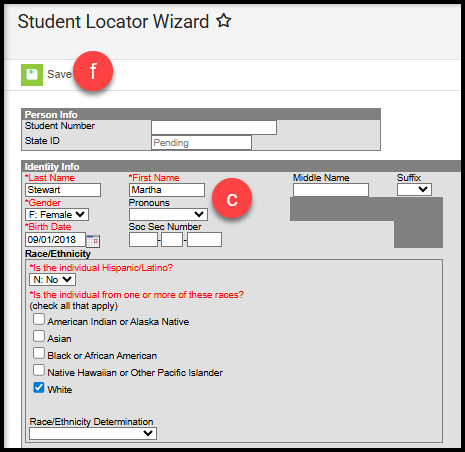 Student Locator Wizard
Save f
Person Info
Student Number
State ID Pending
Identity Info
*Last Name *First Name Middle Name Suffix
Stewart Martha c
*Gender Pronouns
F: Female
*Birth Date Soc Sec Number
09/01/2018 - -
Race/Ethnicity
*Is the individual Hispanic/Latino?
N: No
*Is the individual from one or more of these races?
(check all that apply)
American Indian or Alaska Native
Asian
Black or African American
Native Hawaiian or Other Pacific Islander
White
Race/Ethnicity Determination